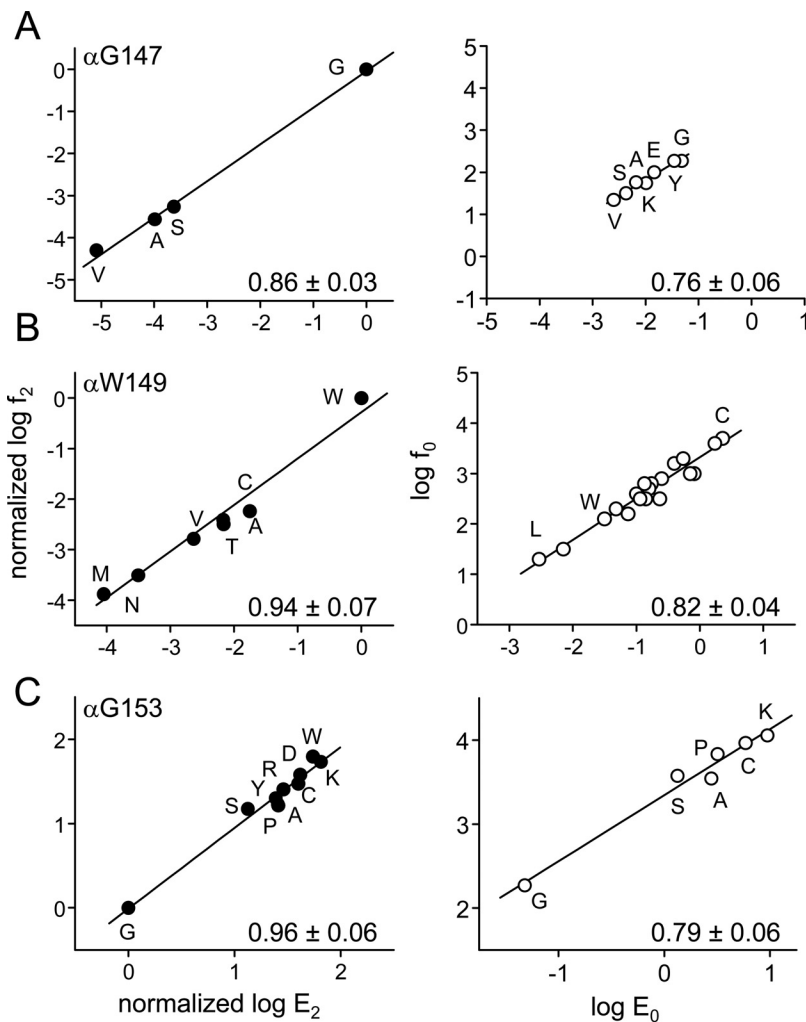 A
αG147
G
V
A
S
0.86 ± 0.03
0
-1
-2
-3
-4
-5
-5 -4 -3 -2 -1 0
S A E G
V K Y
0.76 ± 0.06
5
4
3
2
1
0
-1
-5 -4 -3 -2 -1 0 1
B
αW149
W
C
V
A
T
M
N
0.94 ± 0.07
0
-1
-2
-3
-4
-4 -3 -2 -1 0
normalized log f2
C
W
L
0.82 ± 0.04
5
4
3
2
1
0
-3 -2 -1 0 1
log f0
C
αG153
W
D
R
K
Y
C
S
A
P
G
0.96 ± 0.06
2
1
0
0 1 2
normalized log E2
K
P
C
S A
G
0.79 ± 0.06
4
3
2
-1 0 1
log E0